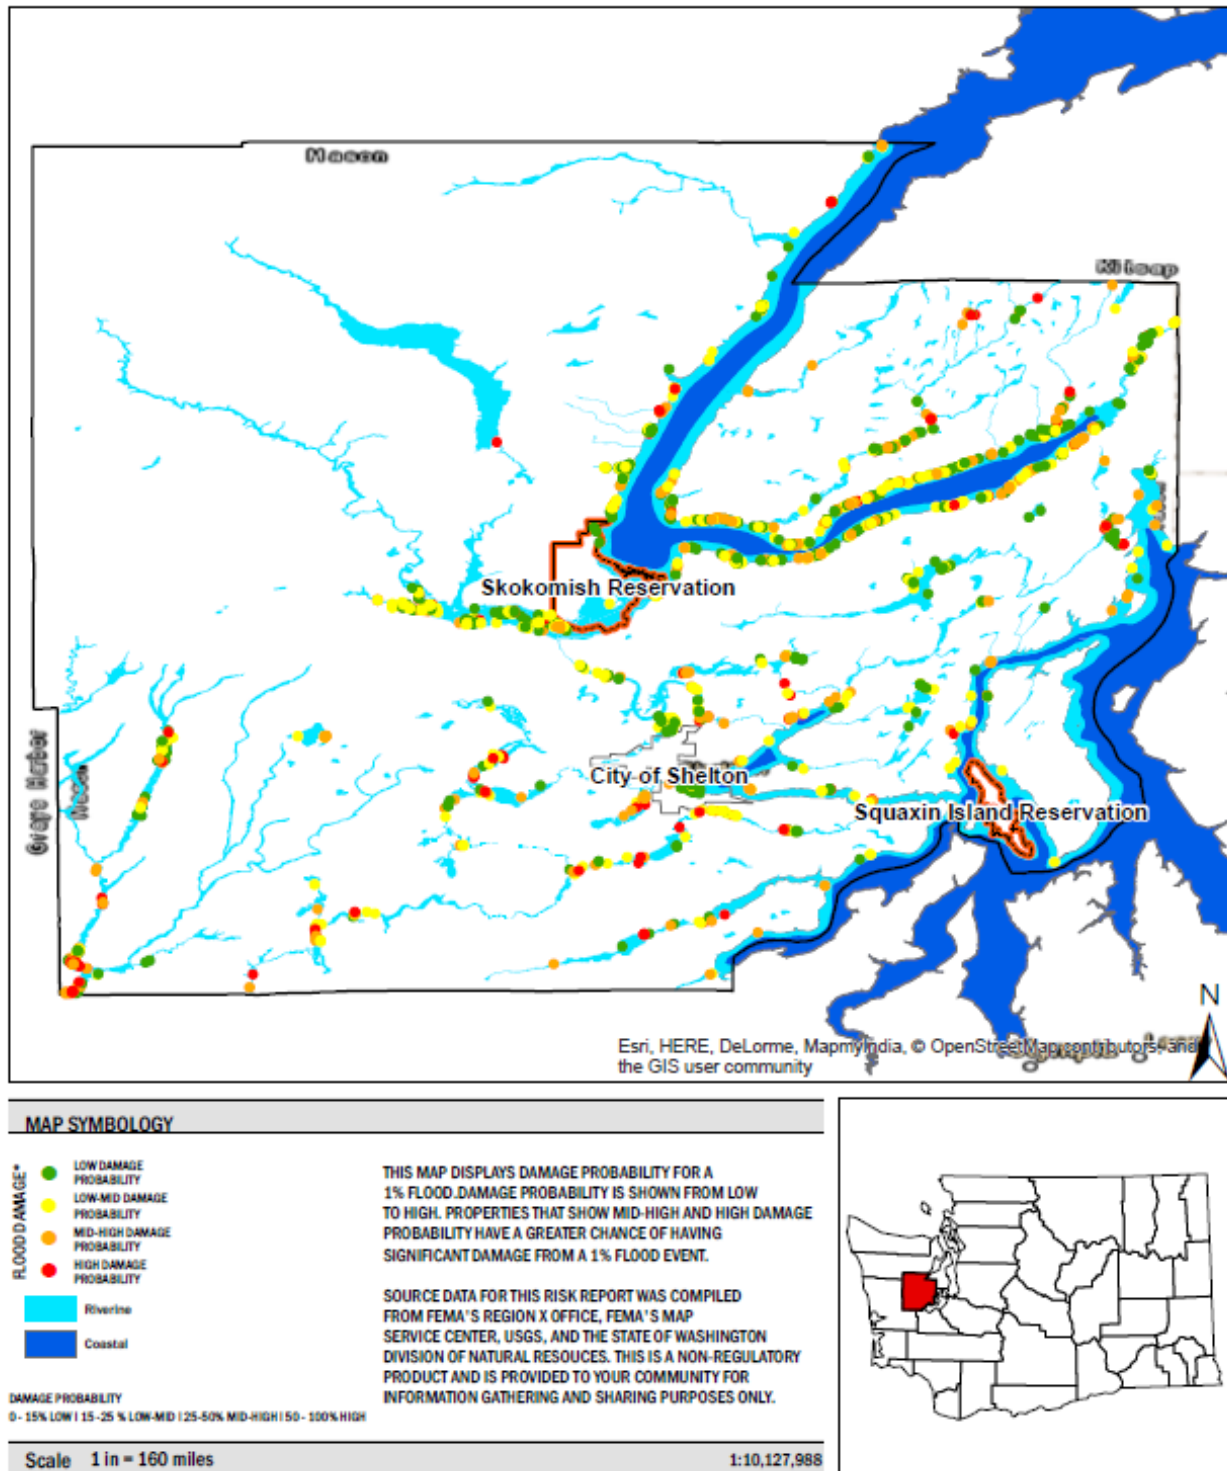 Mason
Kitsap
Skokomish Reservation
Grays Harbor
Mason
City of Shelton
Squaxin Island Reservation
N
Esri, HERE, DeLorme, MapmyIndia, © OpenStreetMap contributors, and
the GIS user community
MAP SYMBOLOGY
FLOOD DAMAGE*
LOW DAMAGE
PROBABILITY
LOW-MID DAMAGE
PROBABILITY
MID-HIGH DAMAGE
PROBABILITY
HIGH DAMAGE
PROBABILITY
Riverine
Coastal
DAMAGE PROBABILITY
0 - 15% LOW I 15 -25 % LOW-MID I 25-50% MID-HIGH I 50 - 100% HIGH
THIS MAP DISPLAYS DAMAGE PROBABILITY FOR A
1% FLOOD.DAMAGE PROBABILITY IS SHOWN FROM LOW
TO HIGH. PROPERTIES THAT SHOW MID-HIGH AND HIGH DAMAGE
PROBABILITY HAVE A GREATER CHANCE OF HAVING
SIGNIFICANT DAMAGE FROM A 1% FLOOD EVENT.
SOURCE DATA FOR THIS RISK REPORT WAS COMPILED
FROM FEMA'S REGION X OFFICE, FEMA'S MAP
SERVICE CENTER, USGS, AND THE STATE OF WASHINGTON
DIVISION OF NATURAL RESOUCES. THIS IS A NON-REGULATORY
PRODUCT AND IS PROVIDED TO YOUR COMMUNITY FOR
INFORMATION GATHERING AND SHARING PURPOSES ONLY.
Scale 1 in = 160 miles
1:10,127,988